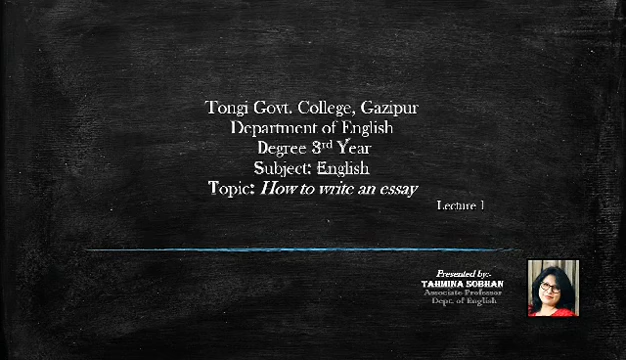 Tongi Govt. College, Gazipur
Department of English
Degree 3rd Year
Subject: English
Topic: How to write an essay
Lecture 1
Presented by:-
TAHMINA SOBHAN
Associate Professor
Dept. of English